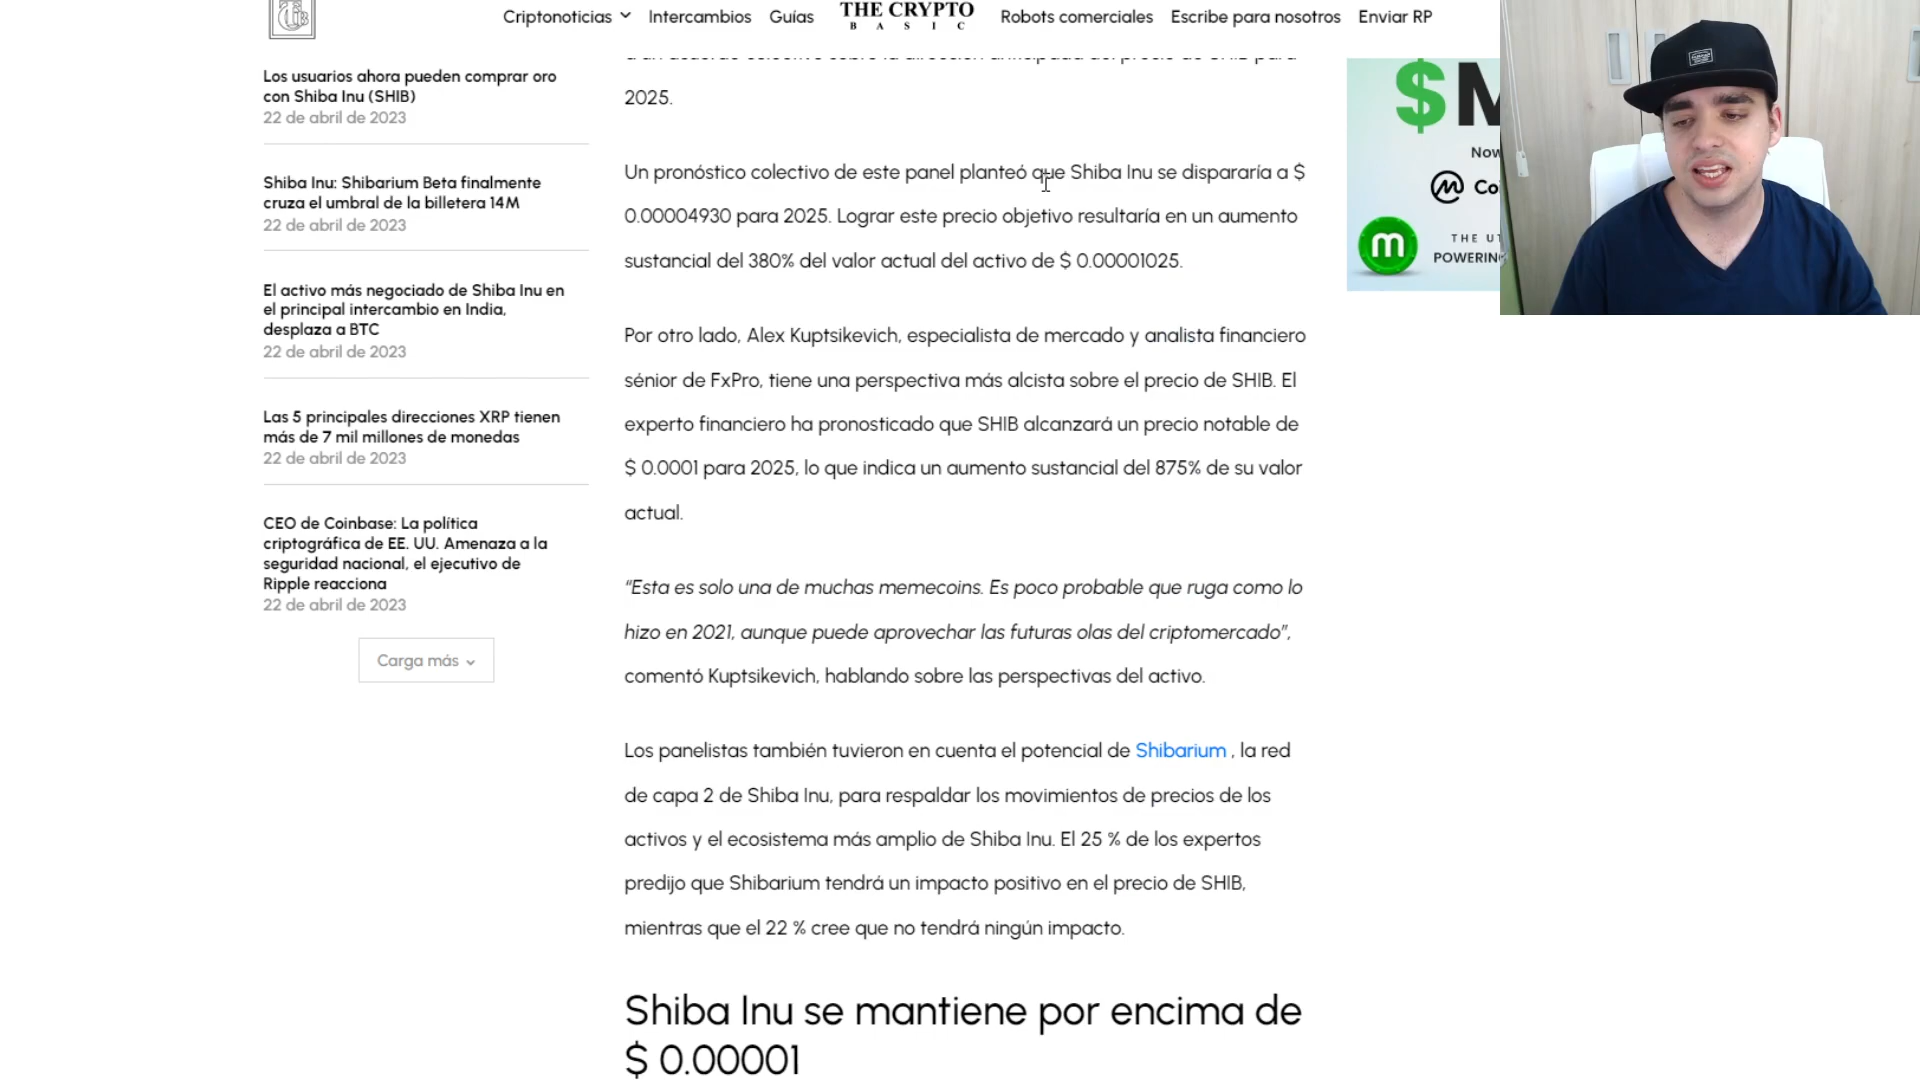 Criptonoticias Intercambios Guías THE CRYPTO BASIC Robots comerciales Escribe para nosotros Enviar RP
Los usuarios ahora pueden comprar oro
con Shiba Inu (SHIB)
22 de abril de 2023
Shiba Inu: Shibarium Beta finalmente
cruza el umbral de la billetera 14M
22 de abril de 2023
El activo más negociado de Shiba Inu en
el principal intercambio en India,
desplaza a BTC
22 de abril de 2023
Las 5 principales direcciones XRP tienen
más de 7 mil millones de monedas
22 de abril de 2023
CEO de Coinbase: La política
criptográfica de EE. UU. Amenaza a la
seguridad nacional, el ejecutivo de
Ripple reacciona
22 de abril de 2023
Carga más
2025.
Un pronóstico colectivo de este panel planteó que Shiba Inu se dispararía a $
0.00004930 para 2025. Lograr este precio objetivo resultaría en un aumento
sustancial del 380% del valor actual del activo de $ 0.00001025.
Por otro lado, Alex Kuptsikevich, especialista de mercado y analista financiero
sénior de FxPro, tiene una perspectiva más alcista sobre el precio de SHIB. El
experto financiero ha pronosticado que SHIB alcanzará un precio notable de
$ 0.0001 para 2025, lo que indica un aumento sustancial del 875% de su valor
actual.
“Esta es solo una de muchas memecoins. Es poco probable que ruga como lo
hizo en 2021, aunque puede aprovechar las futuras olas del criptomercado”,
comentó Kuptsikevich, hablando sobre las perspectivas del activo.
Los panelistas también tuvieron en cuenta el potencial de Shibarium , la red
de capa 2 de Shiba Inu, para respaldar los movimientos de precios de los
activos y el ecosistema más amplio de Shiba Inu. El 25 % de los expertos
predijo que Shibarium tendrá un impacto positivo en el precio de SHIB,
mientras que el 22 % cree que no tendrá ningún impacto.
Shiba Inu se mantiene por encima de
$ 0.00001
$M
Now
Co
THE UT
POWERING